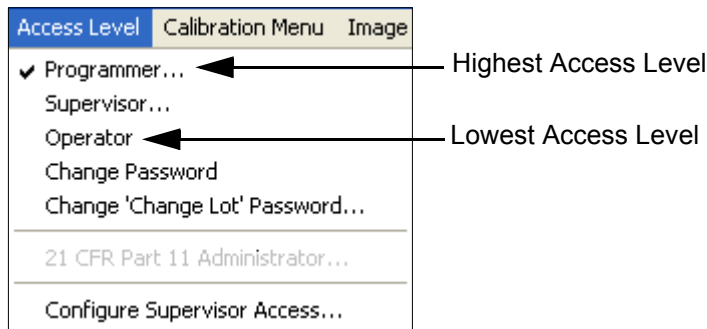 Access Level Calibration Menu Image
Programmer... Highest Access Level
Supervisor...
Operator Lowest Access Level
Change Password
Change 'Change Lot' Password...
21 CFR Part 11 Administrator...
Configure Supervisor Access...